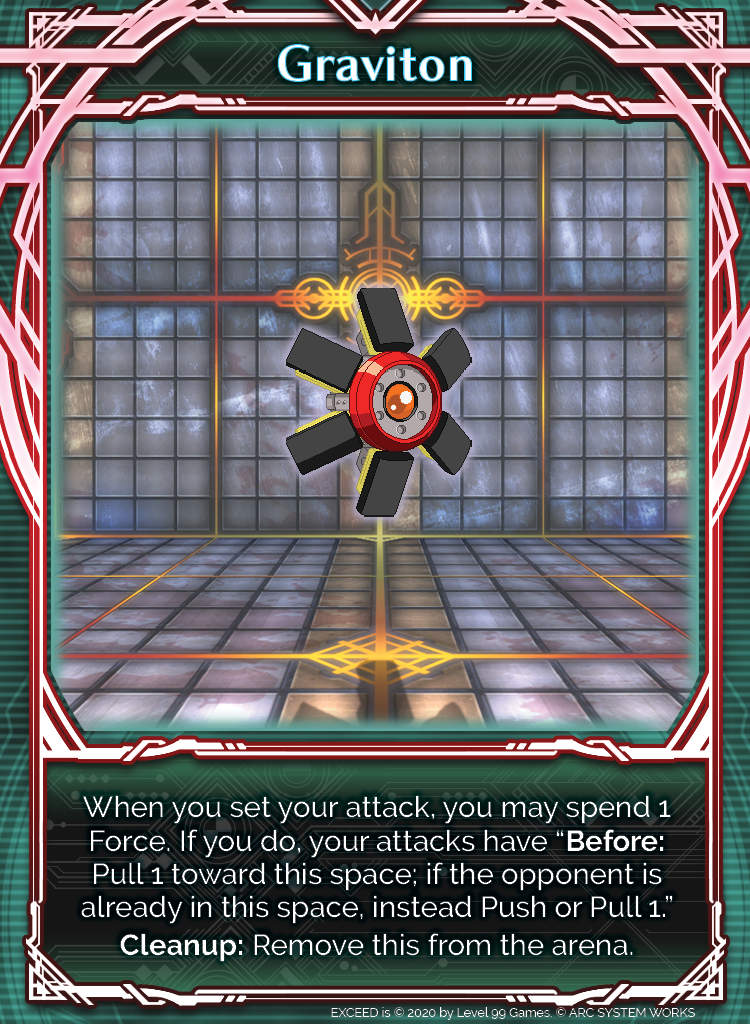 Graviton
When you set your attack, you may spend 1
Force. If you do, your attacks have “Before:
Pull 1 toward this space; if the opponent is
already in this space, instead Push or Pull 1.”
Cleanup: Remove this from the arena.
EXCEED is © 2020 by Level 99 Games. © ARC SYSTEM WORKS